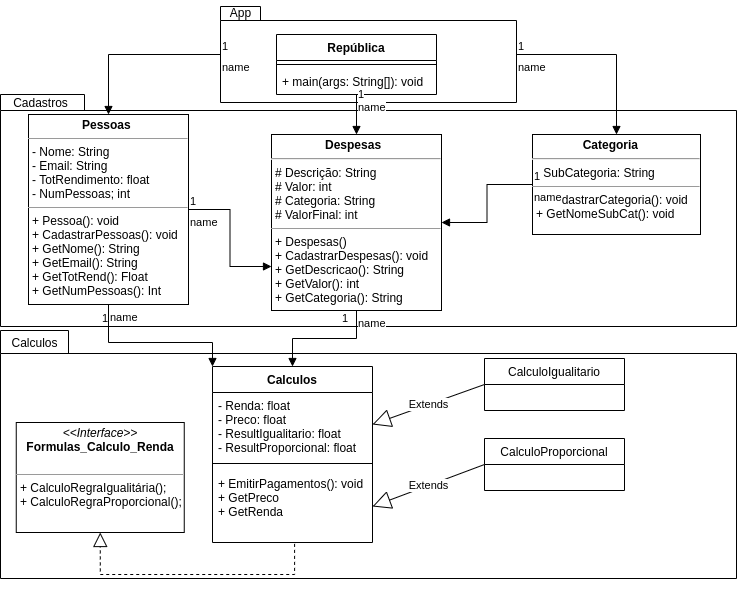 App
República
+ main(args: String[]): void
1
name
1
name
1
name
Cadastros
Pessoas
- Nome: String
- Email: String
- TotRendimento: float
- NumPessoas; int
+ Pessoa(): void
+ CadastrarPessoas(): void
+ GetNome(): String
+ GetEmail(): String
+ GetTotRend(): Float
+ GetNumPessoas(): Int
1
name
Despesas
# Descrição: String
# Valor: int
# Categoria: String
# ValorFinal: int
+ Despesas()
+ CadastrarDespesas(): void
+ GetDescricao(): String
+ GetValor(): int
+ GetCategoria(): String
Categoria
SubCategoria: String
1
name
dastrarCategoria(): void
+ GetNomeSubCat(): void
1
name
1
name
Calculos
Calculos
- Renda: float
- Preco: float
- ResultIgualitario: float
- ResultProporcional: float
+ EmitirPagamentos(): void
+ GetPreco
+ GetRenda
<<Interface>>
Formulas_Calculo_Renda
+ CalculoRegraIgualitária();
+ CalculoRegraProporcional();
CalculoIgualitario
Extends
CalculoProporcional
Extends